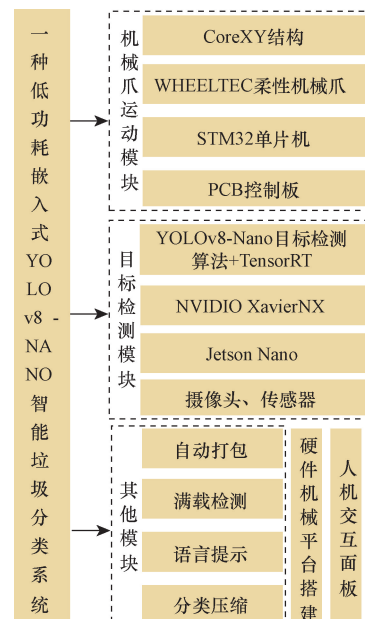 一种低功耗嵌入式YOLOv8-NANO智能垃圾分类系统
机械爪运动模块
CoreXY结构
WHEELTEC柔性机械爪
STM32单片机
PCB控制板
目标检测模块
YOLOv8-Nano目标检测
算法+TensorRT
NVIDIO XavierNX
Jetson Nano
摄像头、传感器
其他模块
自动打包
满载检测
语言提示
分类压缩
硬件机械平台搭建
人机交互面板